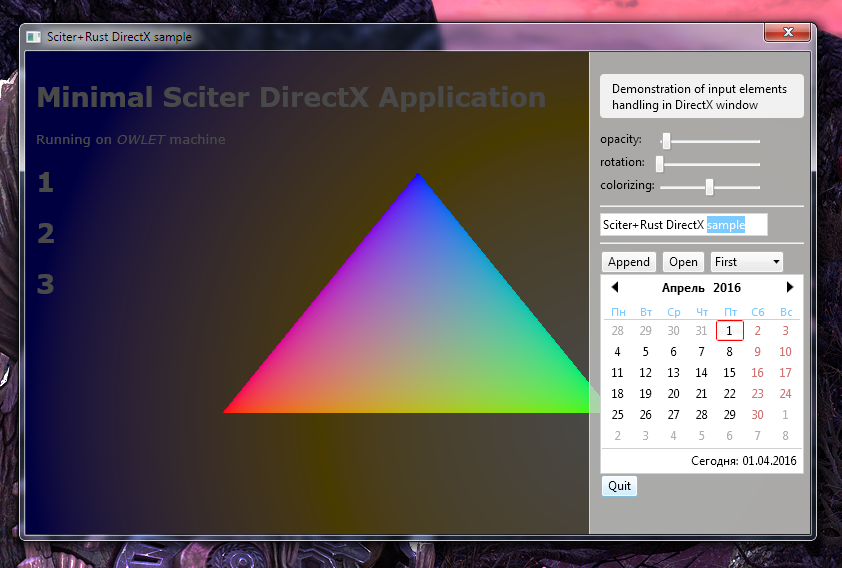 Sciter+Rust DirectX sample
Minimal Sciter DirectX Application
Running on OWLET machine
1
2
3
Demonstration of input elements
handling in DirectX window
opacity:
rotation:
colorizing:
Sciter+Rust DirectX sample
Append Open First
Апрель 2016
Пн Вт Ср Чт Пт Сб Вс
28 29 30 31 1 2 3
4 5 6 7 8 9 10
11 12 13 14 15 16 17
18 19 20 21 22 23 24
25 26 27 28 29 30 1
2 3 4 5 6 7 8
Сегодня: 01.04.2016
Quit